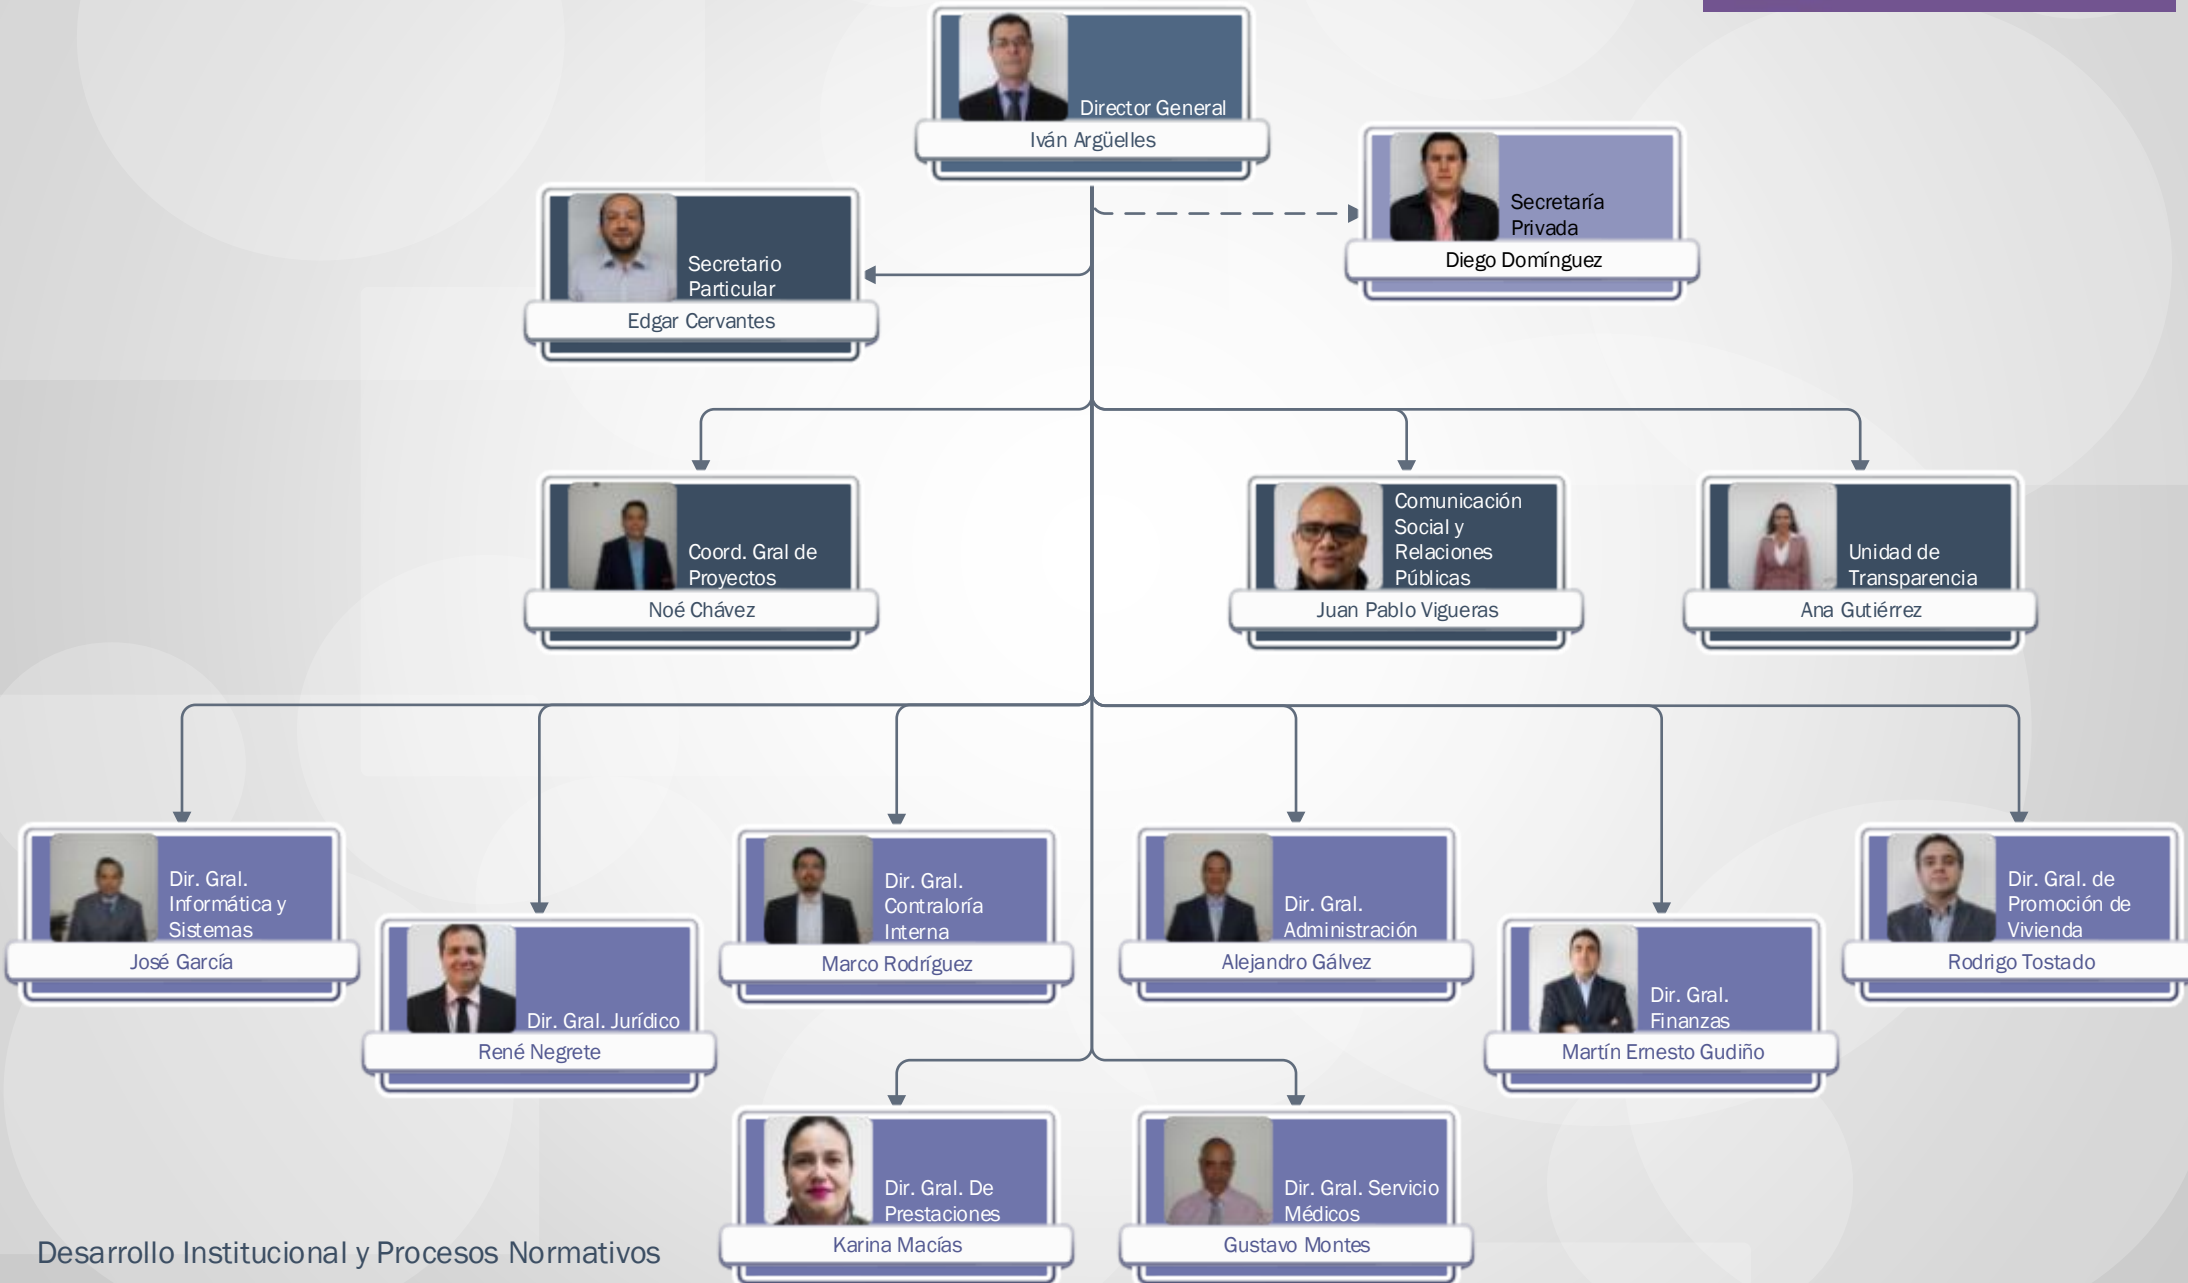 Director General
Iván Argüelles
Secretaría
Privada
Diego Domínguez
Secretario
Particular
Edgar Cervantes
Coord. Gral de
Proyectos
Noé Chávez
Comunicación
Social y
Relaciones
Públicas
Juan Pablo Vigueras
Unidad de
Transparencia
Ana Gutiérrez
Dir. Gral.
Informática y
Sistemas
José García
Dir. Gral. Jurídico
René Negrete
Dir. Gral.
Contraloría
Interna
Marco Rodríguez
Dir. Gral.
Administración
Alejandro Gálvez
Dir. Gral.
Finanzas
Martín Ernesto Gudiño
Dir. Gral. de
Promoción de
Vivienda
Rodrigo Tostado
Dir. Gral. De
Prestaciones
Karina Macías
Dir. Gral. Servicio
Médicos
Gustavo Montes
Desarrollo Institucional y Procesos Normativos